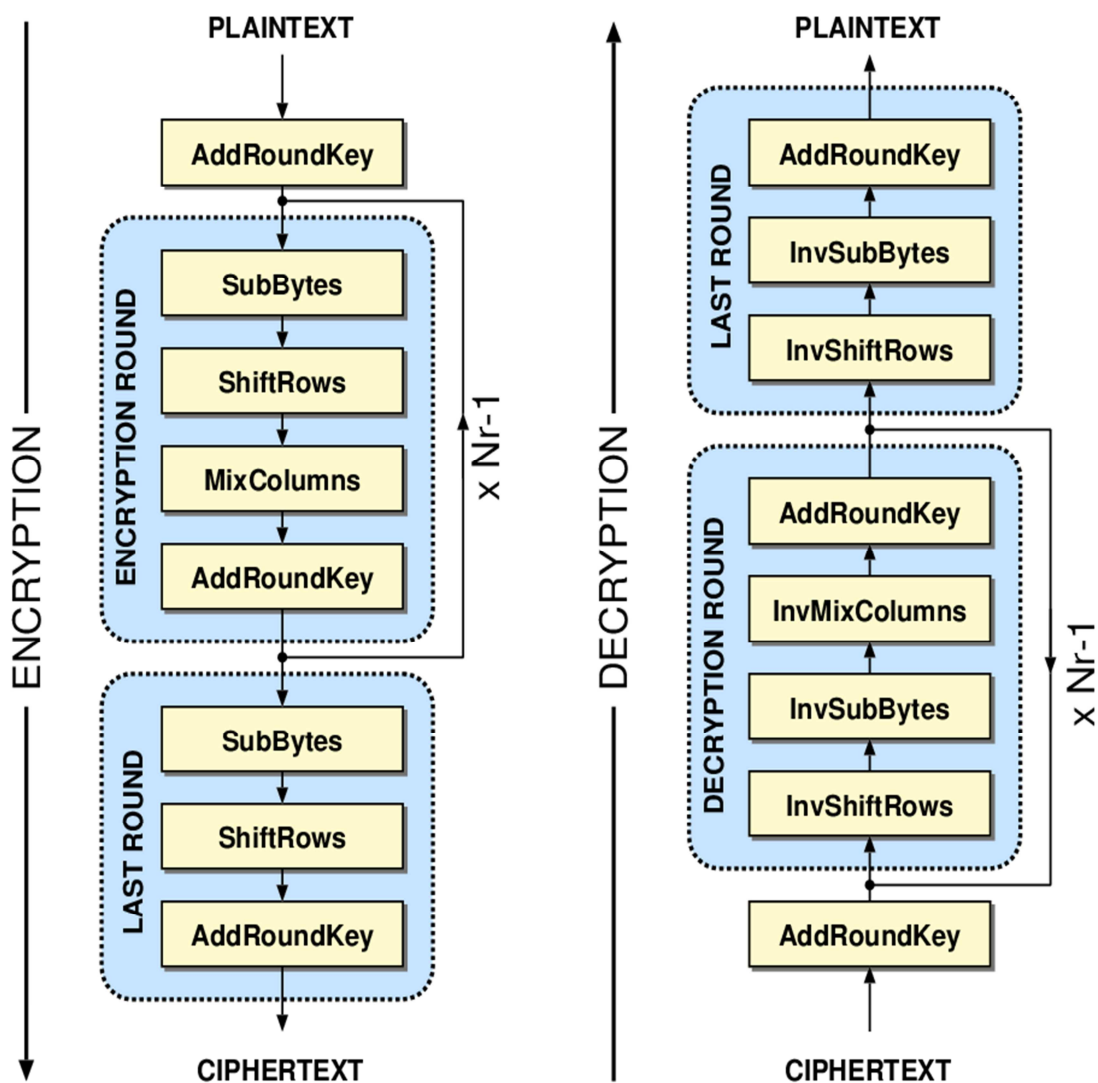 PLAINTEXT
AddRoundKey
SubBytes
ShiftRows
MixColumns
AddRoundKey
ENCRYPTION ROUND
x Nr-1
SubBytes
ShiftRows
AddRoundKey
LAST ROUND
CIPHERTEXT
ENCRYPTION
PLAINTEXT
AddRoundKey
InvSubBytes
InvShiftRows
LAST ROUND
AddRoundKey
InvMixColumns
InvSubBytes
InvShiftRows
DECRYPTION ROUND
x Nr-1
AddRoundKey
CIPHERTEXT
DECRYPTION